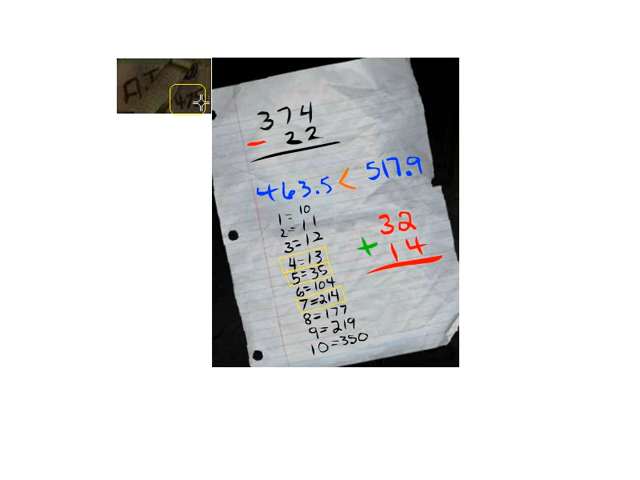 A.I
374
- 22
463.5 < 517.9
1 = 10
2 = 11
3 = 12
4 = 13
5 = 35
6 = 104
7 = 214
8 = 177
9 = 219
10 = 350
32
+ 14